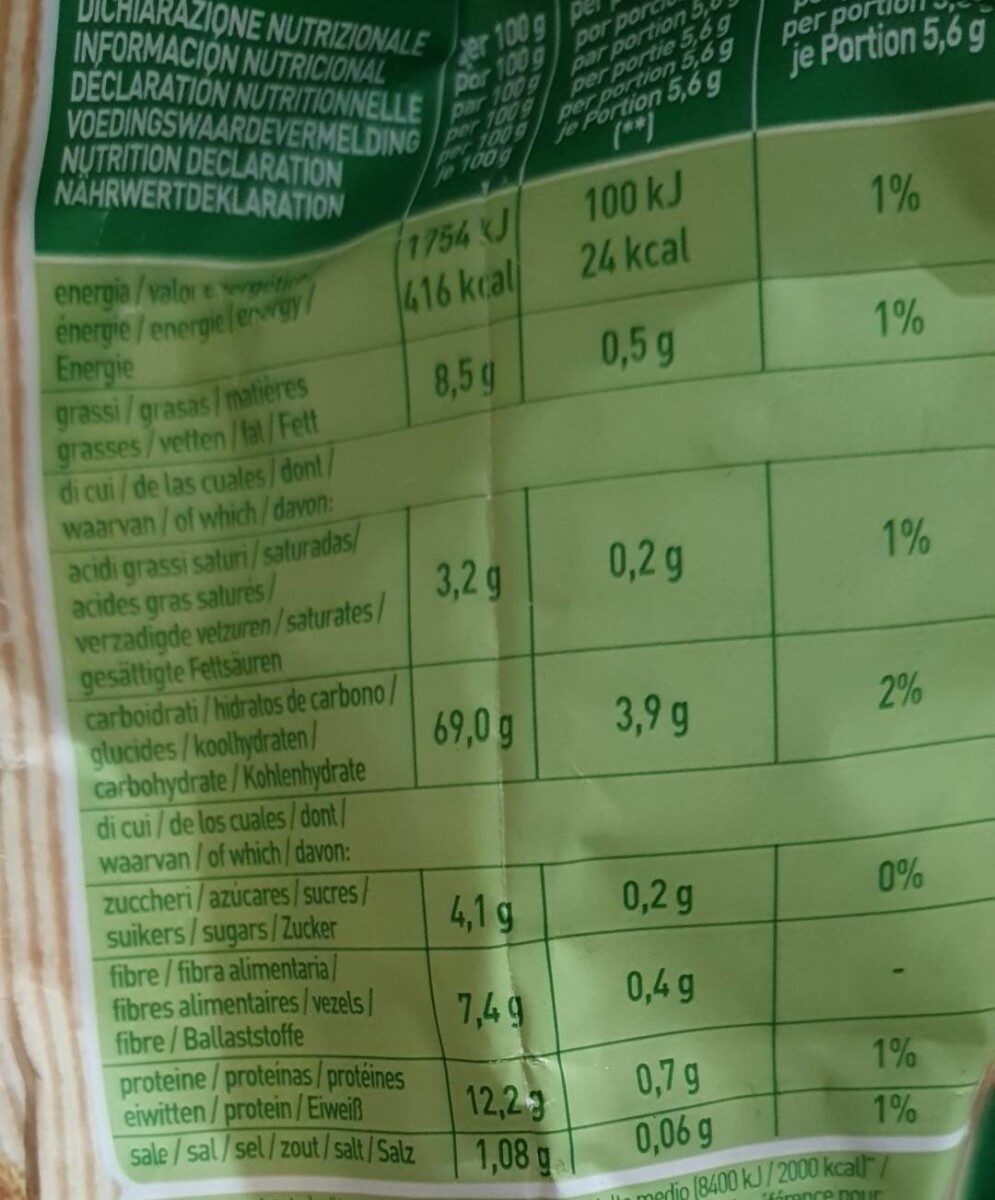 DICHIARAZIONE NUTRIZIONALE
INFORMACIÓN NUTRICIONAL
DÉCLARATION NUTRITIONNELLE
VOEDINGSWAARDEVERMELDING
NUTRITION DECLARATION
NÄHRWERTDEKLARATION
per 100 g
por 100 g
par 100 g
per 100 g
per 100 g
je 100 g
par portion 5,6 g
per portie 5,6 g
per portion 5,6 g
je Portion 5,6 g
(**)
je Portion 5,6 g
energia / valor
énergie / energie / energy /
Energie
1754 kJ
416 kcal
100 kJ
24 kcal
1%
grassi / grasas / matières
grasses / vetten / fat / Fett
8,5 g
0,5 g
1%
di cui / de las cuales / dont /
waarvan / of which / davon:
acidi grassi saturi / saturadas/
acides gras saturés /
verzadigde vetzuren / saturates /
gesättigte Fettsäuren
3,2 g
0,2 g
1%
carboidrati / hidratos de carbono /
glucides / koolhydraten /
carbohydrate / Kohlenhydrate
69,0 g
3,9 g
2%
di cui / de los cuales / dont /
waarvan / of which / davon:
zuccheri / azúcares / sucres /
suikers / sugars / Zucker
4,1 g
0,2 g
0%
fibre / fibra alimentaria /
fibres alimentaires / vezels /
fibre / Ballaststoffe
7,4 g
0,4 g
-
proteine / proteínas / protéines
eiwitten / protein / Eiweiß
12,2 g
0,7 g
1%
sale / sal / sel / zout / salt / Salz
1,08 g
0,06 g
1%
medio (8400 kJ / 2000 kcal) /